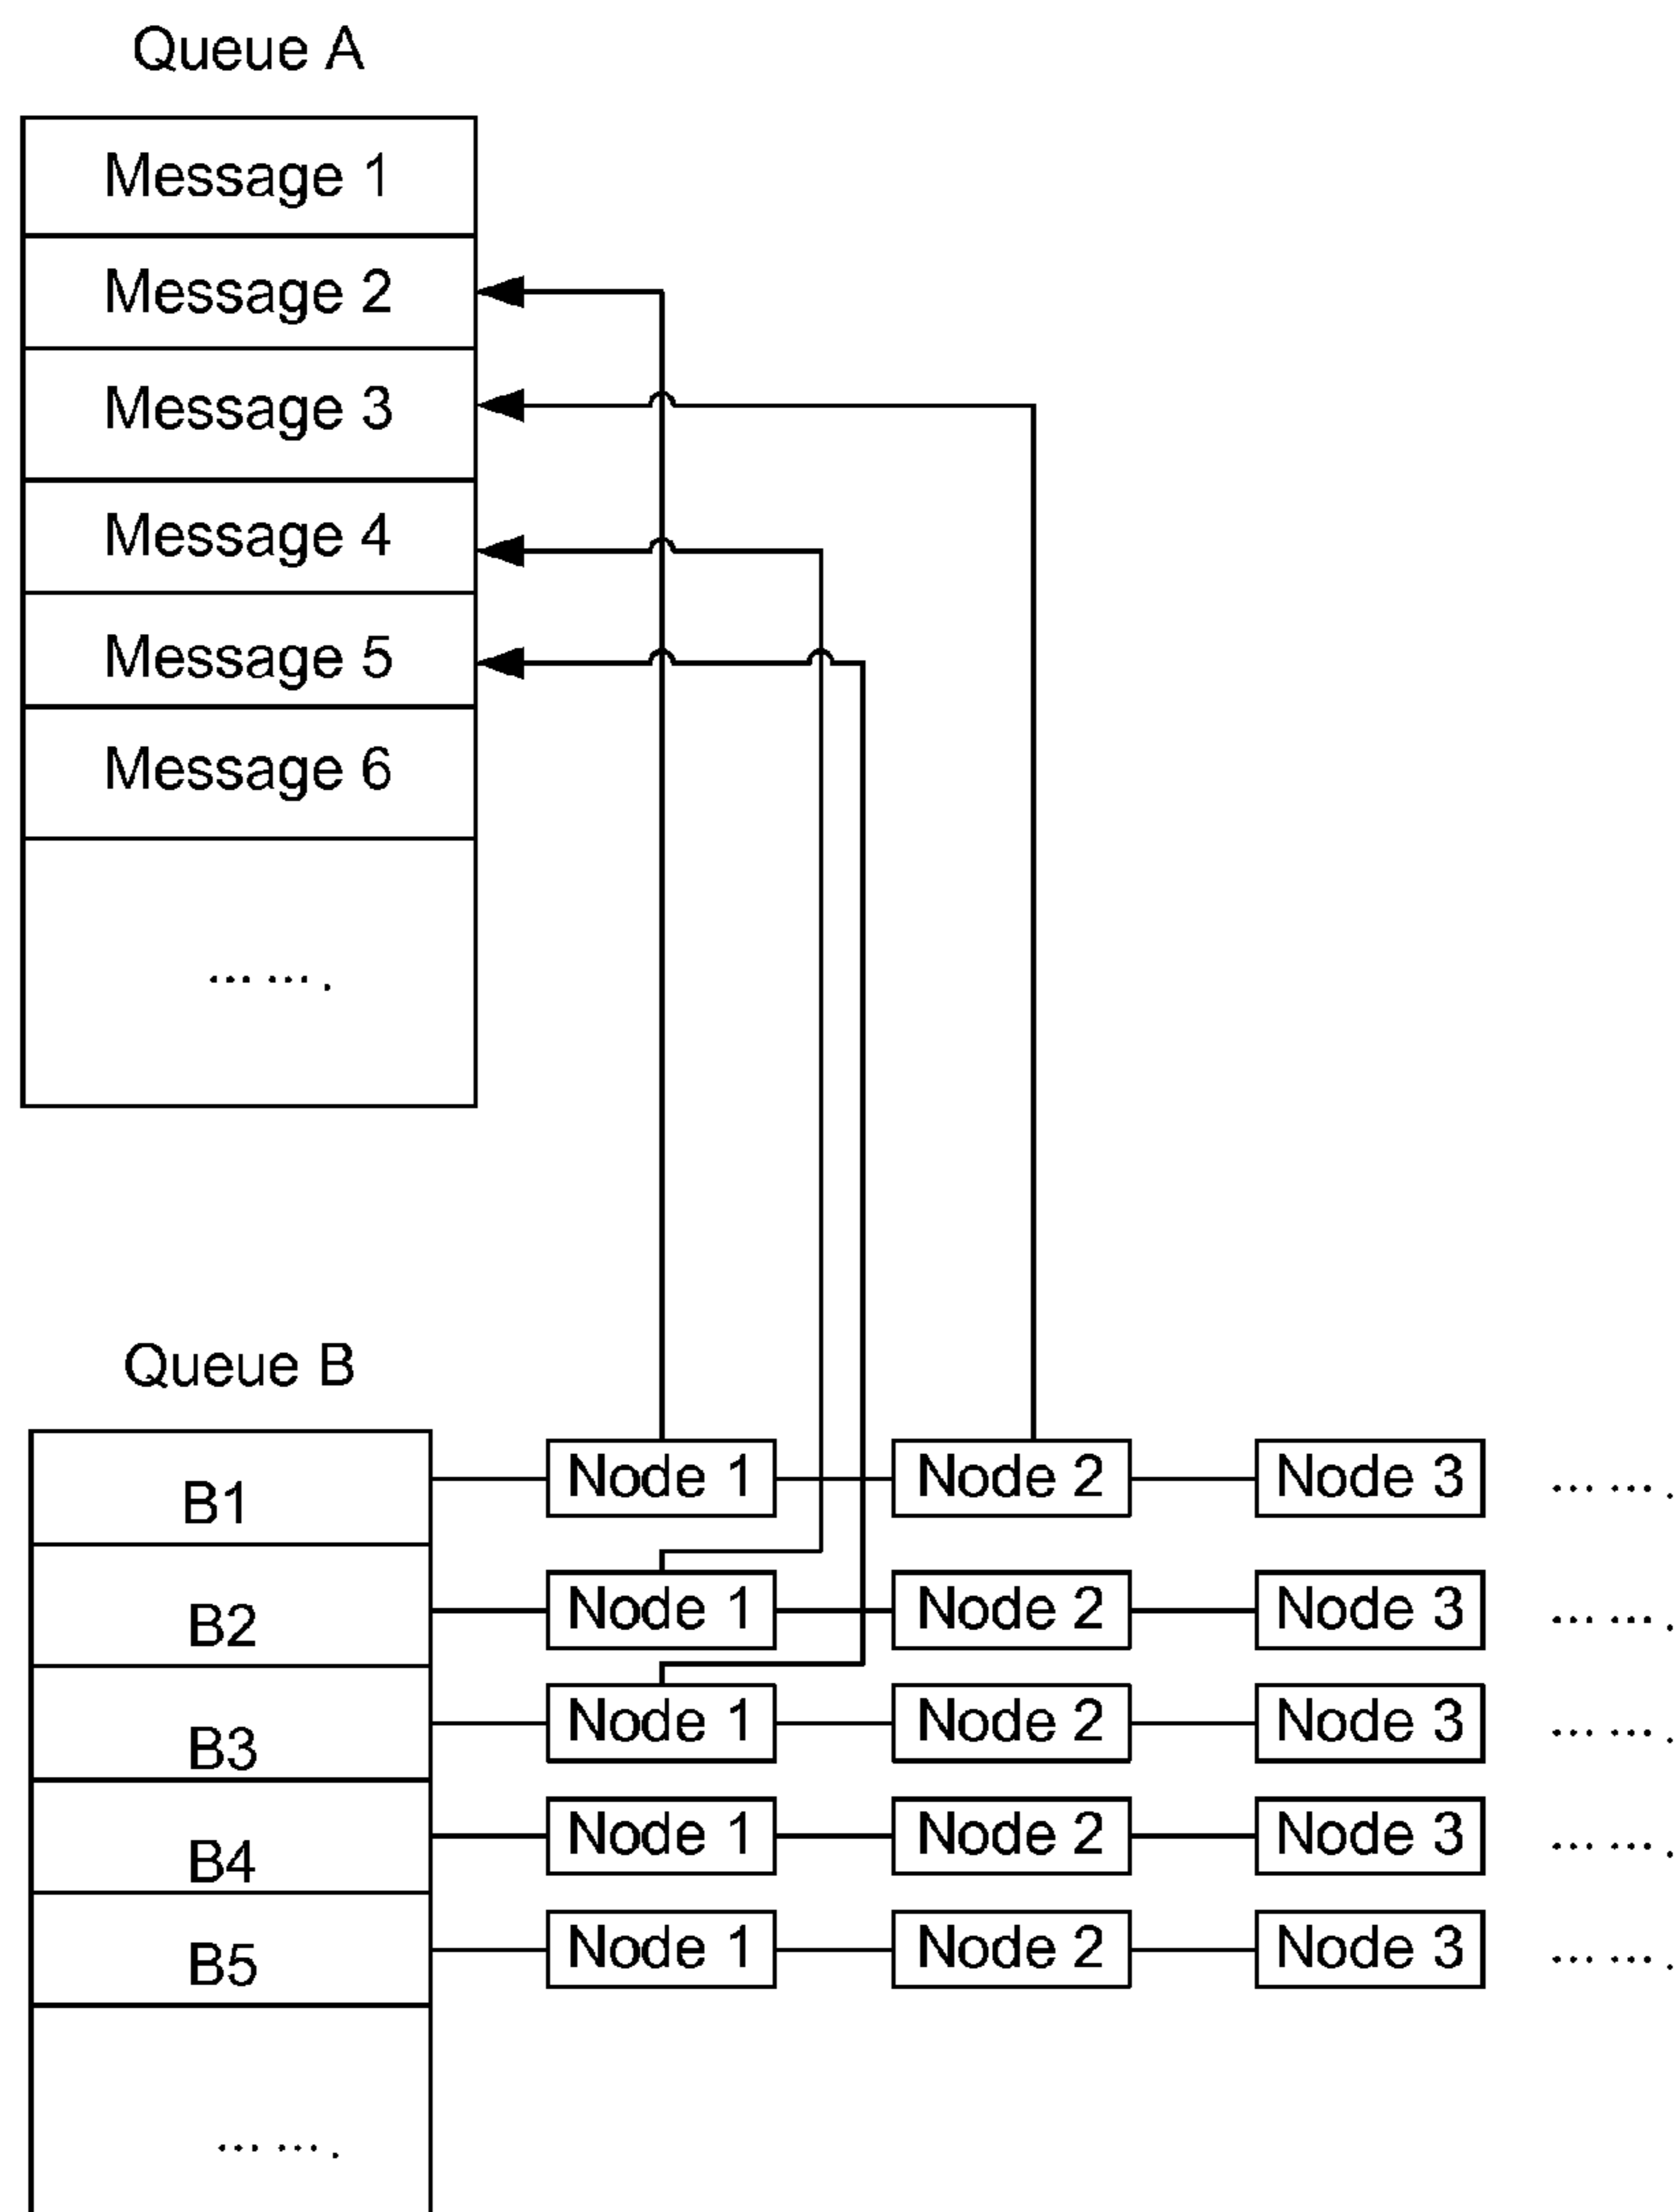 Queue A
Message 1
Message 2
Message 3
Message 4
Message 5
Message 6
... ... .
Queue B
B1 Node 1 Node 2 Node 3 ... ... .
B2 Node 1 Node 2 Node 3 ... ... .
B3 Node 1 Node 2 Node 3 ... ... .
B4 Node 1 Node 2 Node 3 ... ... .
B5 Node 1 Node 2 Node 3 ... ... .
... ... .